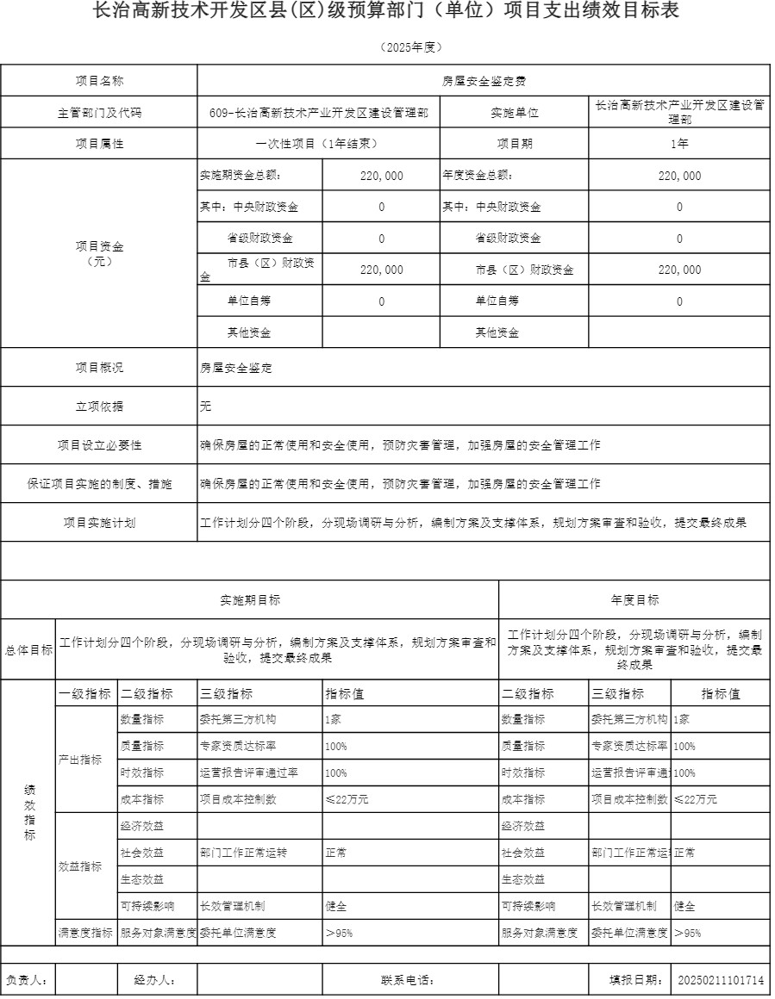 长治高新技术开发区县(区)级预算部门（单位）项目支出绩效目标表
（2025年度）
项目名称 房屋安全鉴定费
主管部门及代码 609-长治高新技术产业开发区建设管理部 实施单位 长治高新技术产业开发区建设管
理部
项目属性 一次性项目（1年结束） 项目期 1年
项目资金
（元）
实施期资金总额： 220,000 年度资金总额： 220,000
其中：中央财政资金 0 其中：中央财政资金 0
省级财政资金 0 省级财政资金 0
市县（区）财政资
金 220,000 市县（区）财政资金 220,000
单位自筹 0 单位自筹 0
其他资金 其他资金
项目概况 房屋安全鉴定
立项依据 无
项目设立必要性 确保房屋的正常使用和安全使用，预防灾害管理，加强房屋的安全管理工作
保证项目实施的制度、措施 确保房屋的正常使用和安全使用，预防灾害管理，加强房屋的安全管理工作
项目实施计划 工作计划分四个阶段，分现场调研与分析，编制方案及支撑体系，规划方案审查和验收，提交最终成果
实施期目标 年度目标
总体目标
工作计划分四个阶段，分现场调研与分析，编制方案及支撑体系，规划方案审查和
验收，提交最终成果
工作计划分四个阶段，分现场调研与分析，编制
方案及支撑体系，规划方案审查和验收，提交最
终成果
绩
效
指
标
一级指标 二级指标 三级指标 指标值 二级指标 三级指标 指标值
产出指标
数量指标 委托第三方机构 1家 数量指标 委托第三方机构 1家
质量指标 专家资质达标率 100% 质量指标 专家资质达标率 100%
时效指标 运营报告评审通过率 100% 时效指标 运营报告评审通 100%
成本指标 项目成本控制数 ≤22万元 成本指标 项目成本控制数 ≤22万元
效益指标
经济效益 经济效益
社会效益 部门工作正常运转 正常 社会效益 部门工作正常运 正常
生态效益 生态效益
可持续影响 长效管理机制 健全 可持续影响 长效管理机制 健全
满意度指标 服务对象满意度 委托单位满意度 ＞95% 服务对象满意度 委托单位满意度 ＞95%
负责人： 经办人： 联系电话： 填报日期： 20250211101714